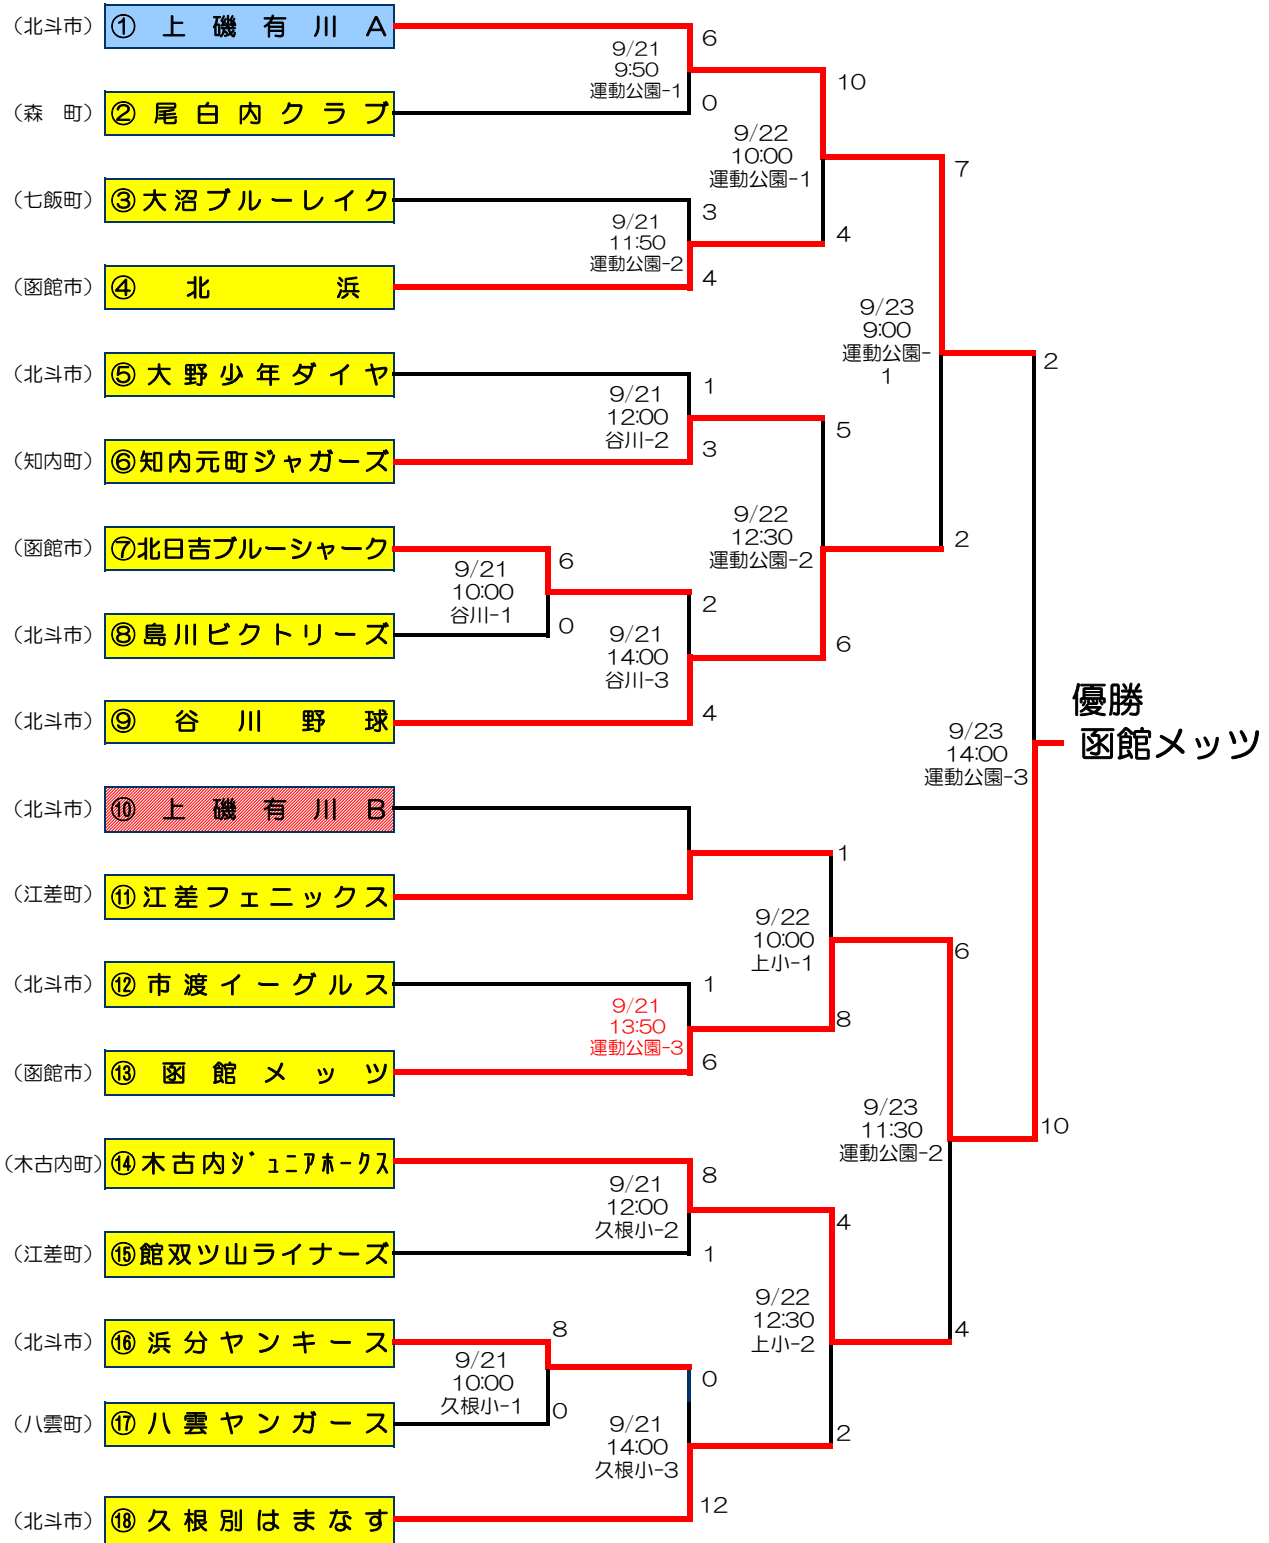 （北斗市）
①上磯有川A
（森　町）
②尾白内クラブ
（七飯町）
③大沼ブルーレイク
（函館市）
④北浜
（北斗市）
⑤大野少年ダイヤ
（知内町）
⑥知内元町ジャガーズ
（函館市）
⑦北日吉ブルーシャーク
（北斗市）
⑧島川ビクトリーズ
（北斗市）
⑨谷川野球
（北斗市）
⑩上磯有川B
（江差町）
⑪江差フェニックス
（北斗市）
⑫市渡イーグルス
（函館市）
⑬函館メッツ
（木古内町）
⑭木古内ｼﾞｭﾆｱﾎｰｸｽ
（江差町）
⑮館双ツ山ライナーズ
（北斗市）
⑯浜分ヤンキース
（八雲町）
⑰八雲ヤンガース
（北斗市）
⑱久根別はまなす
9/21
10:00
谷川-1
6
0
9/21
10:00
久根小-1
8
0
9/21
9:50
運動公園-1
6
0
9/21
11:50
運動公園-2
3
4
9/21
12:00
谷川-2
1
3
9/21
14:00
谷川-3
2
4
9/21
13:50
運動公園-3
1
6
9/21
12:00
久根小-2
8
1
9/21
14:00
久根小-3
0
12
9/22
10:00
運動公園-1
10
4
9/22
12:30
運動公園-2
5
6
9/22
10:00
上小-1
1
8
9/22
12:30
上小-2
4
2
9/23
9:00
運動公園-
1
7
2
9/23
11:30
運動公園-2
6
4
9/23
14:00
運動公園-3
2
10
優勝
函館メッツ